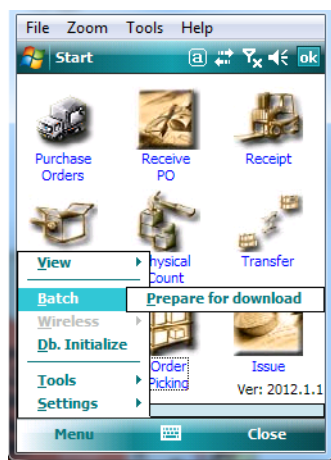 File Zoom Tools Help
Start a ok
Purchase Receive Receipt
Orders PO
View hysical Transfer
Count
Batch Prepare for download
Wireless
Db. Initialize
Order Issue
Tools Picking Ver: 2012.1.1
Settings
Menu Close